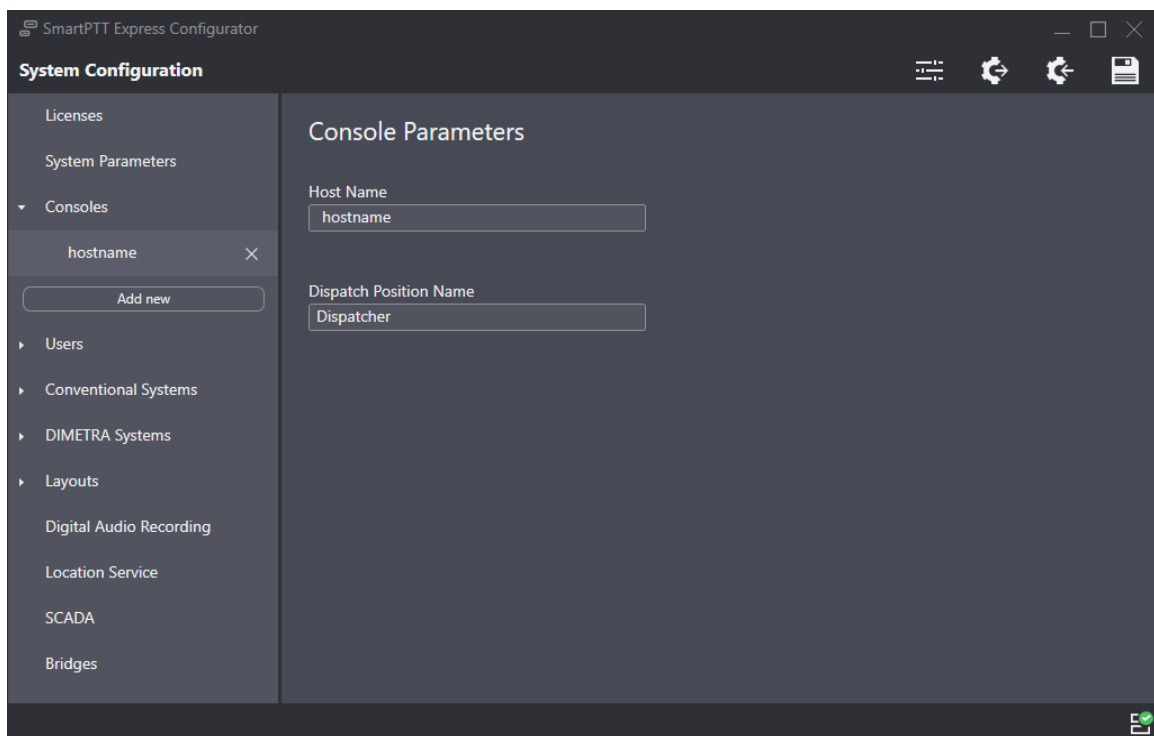 SmartPTT Express Configurator
System Configuration
Licenses
System Parameters
Consoles
hostname
Add new
Users
Conventional Systems
DIMETRA Systems
Layouts
Digital Audio Recording
Location Service
SCADA
Bridges
Console Parameters
Host Name
hostname
Dispatch Position Name
Dispatcher